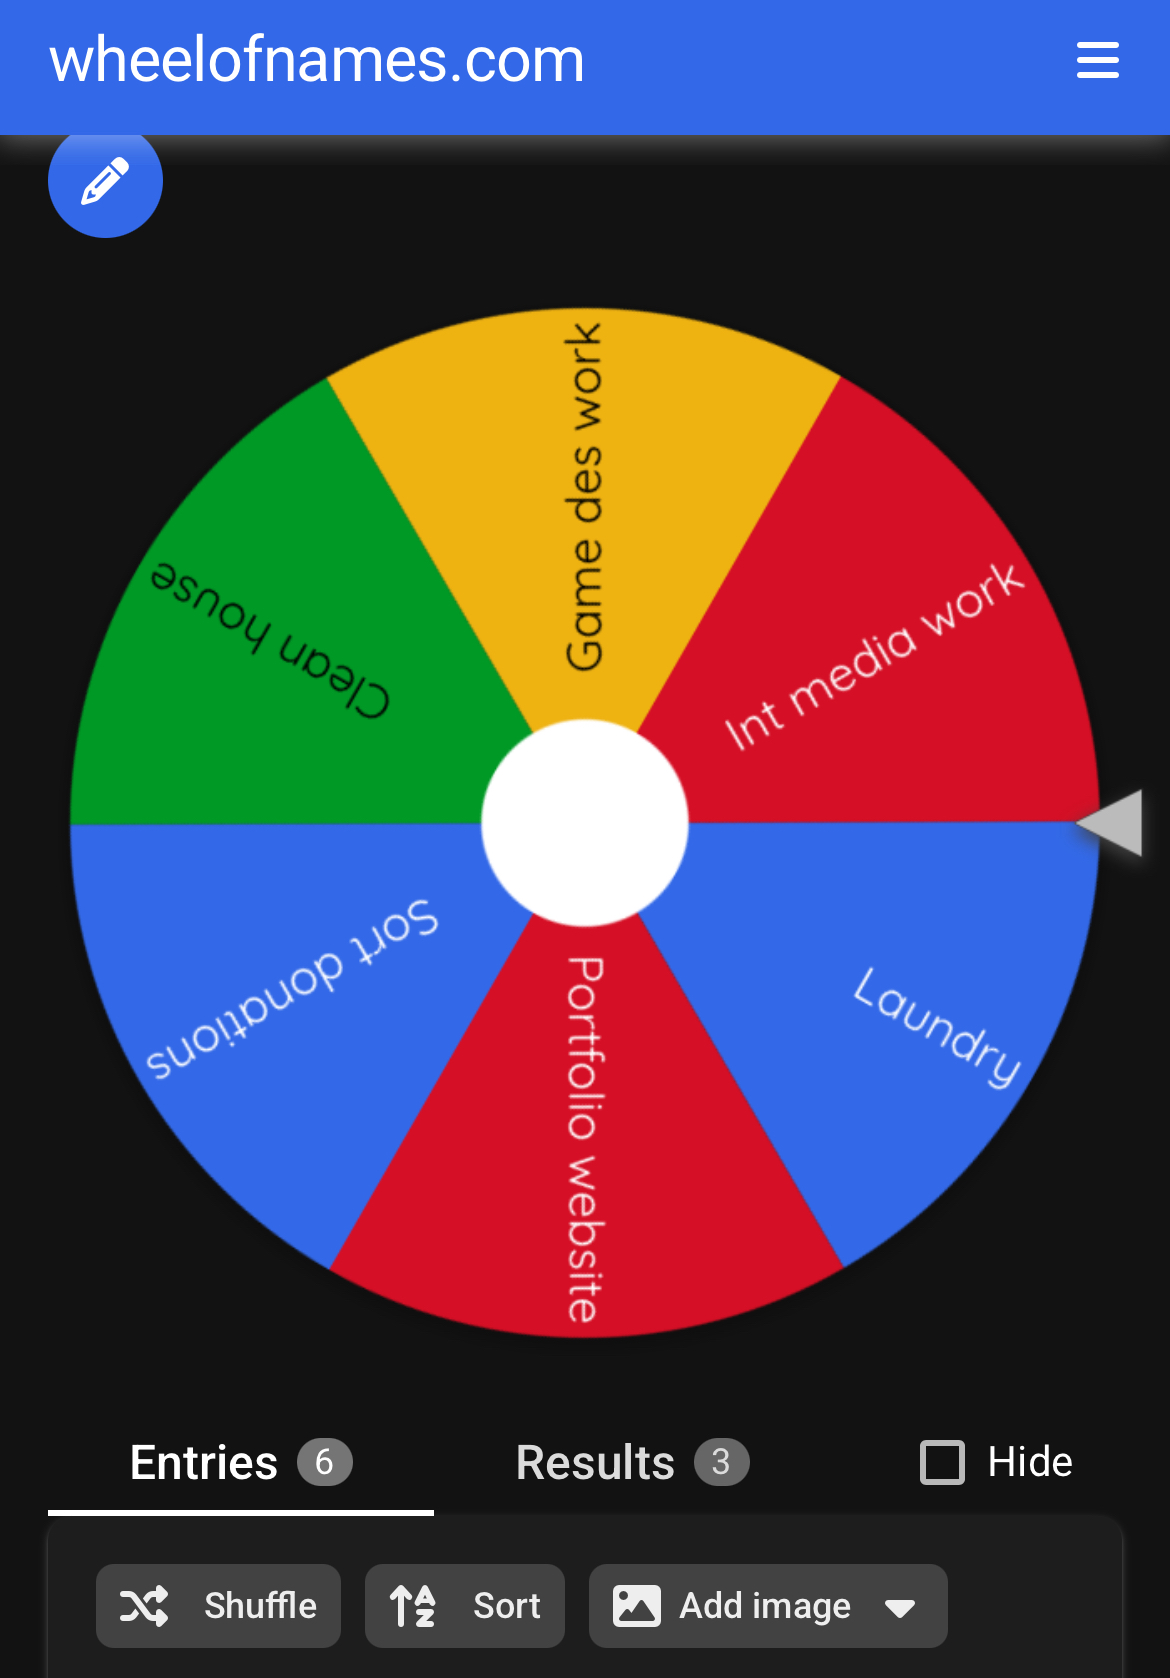 wheelofnames.com
Game des work
Int media work
Clean house
Laundry
Sort donations
Portfolio website
Entries 6
Results 3
Hide
Shuffle
Sort
Add image